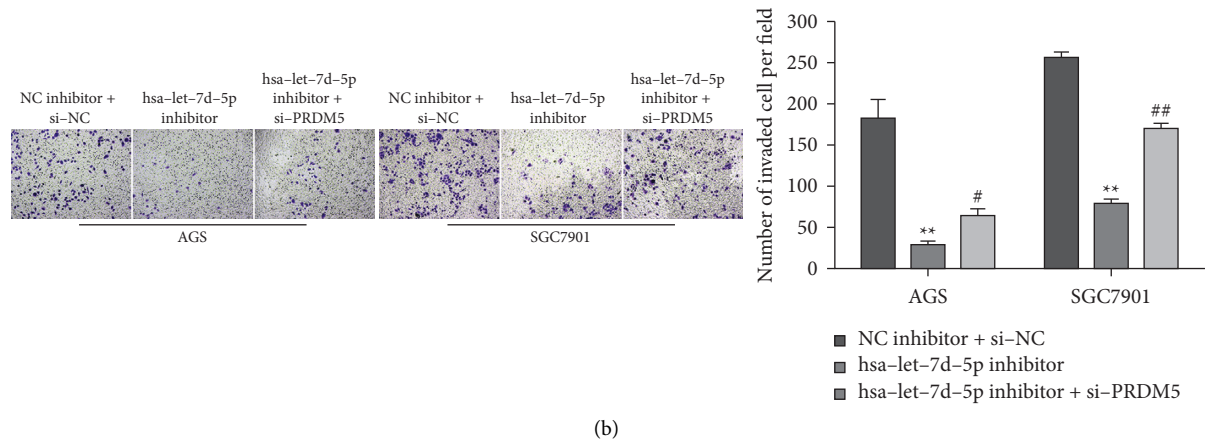 NC inhibitor +
si–NC
hsa–let–7d–5p
inhibitor
hsa–let–7d–5p
inhibitor +
si–PRDM5
NC inhibitor +
si–NC
hsa–let–7d–5p
inhibitor
hsa–let–7d–5p
inhibitor +
si–PRDM5
AGS
SGC7901
Number of invaded cell per field
300
250
200
150
100
50
0
**
#
**
##
AGS
SGC7901
NC inhibitor + si–NC
hsa–let–7d–5p inhibitor
hsa–let–7d–5p inhibitor + si–PRDM5
(b)